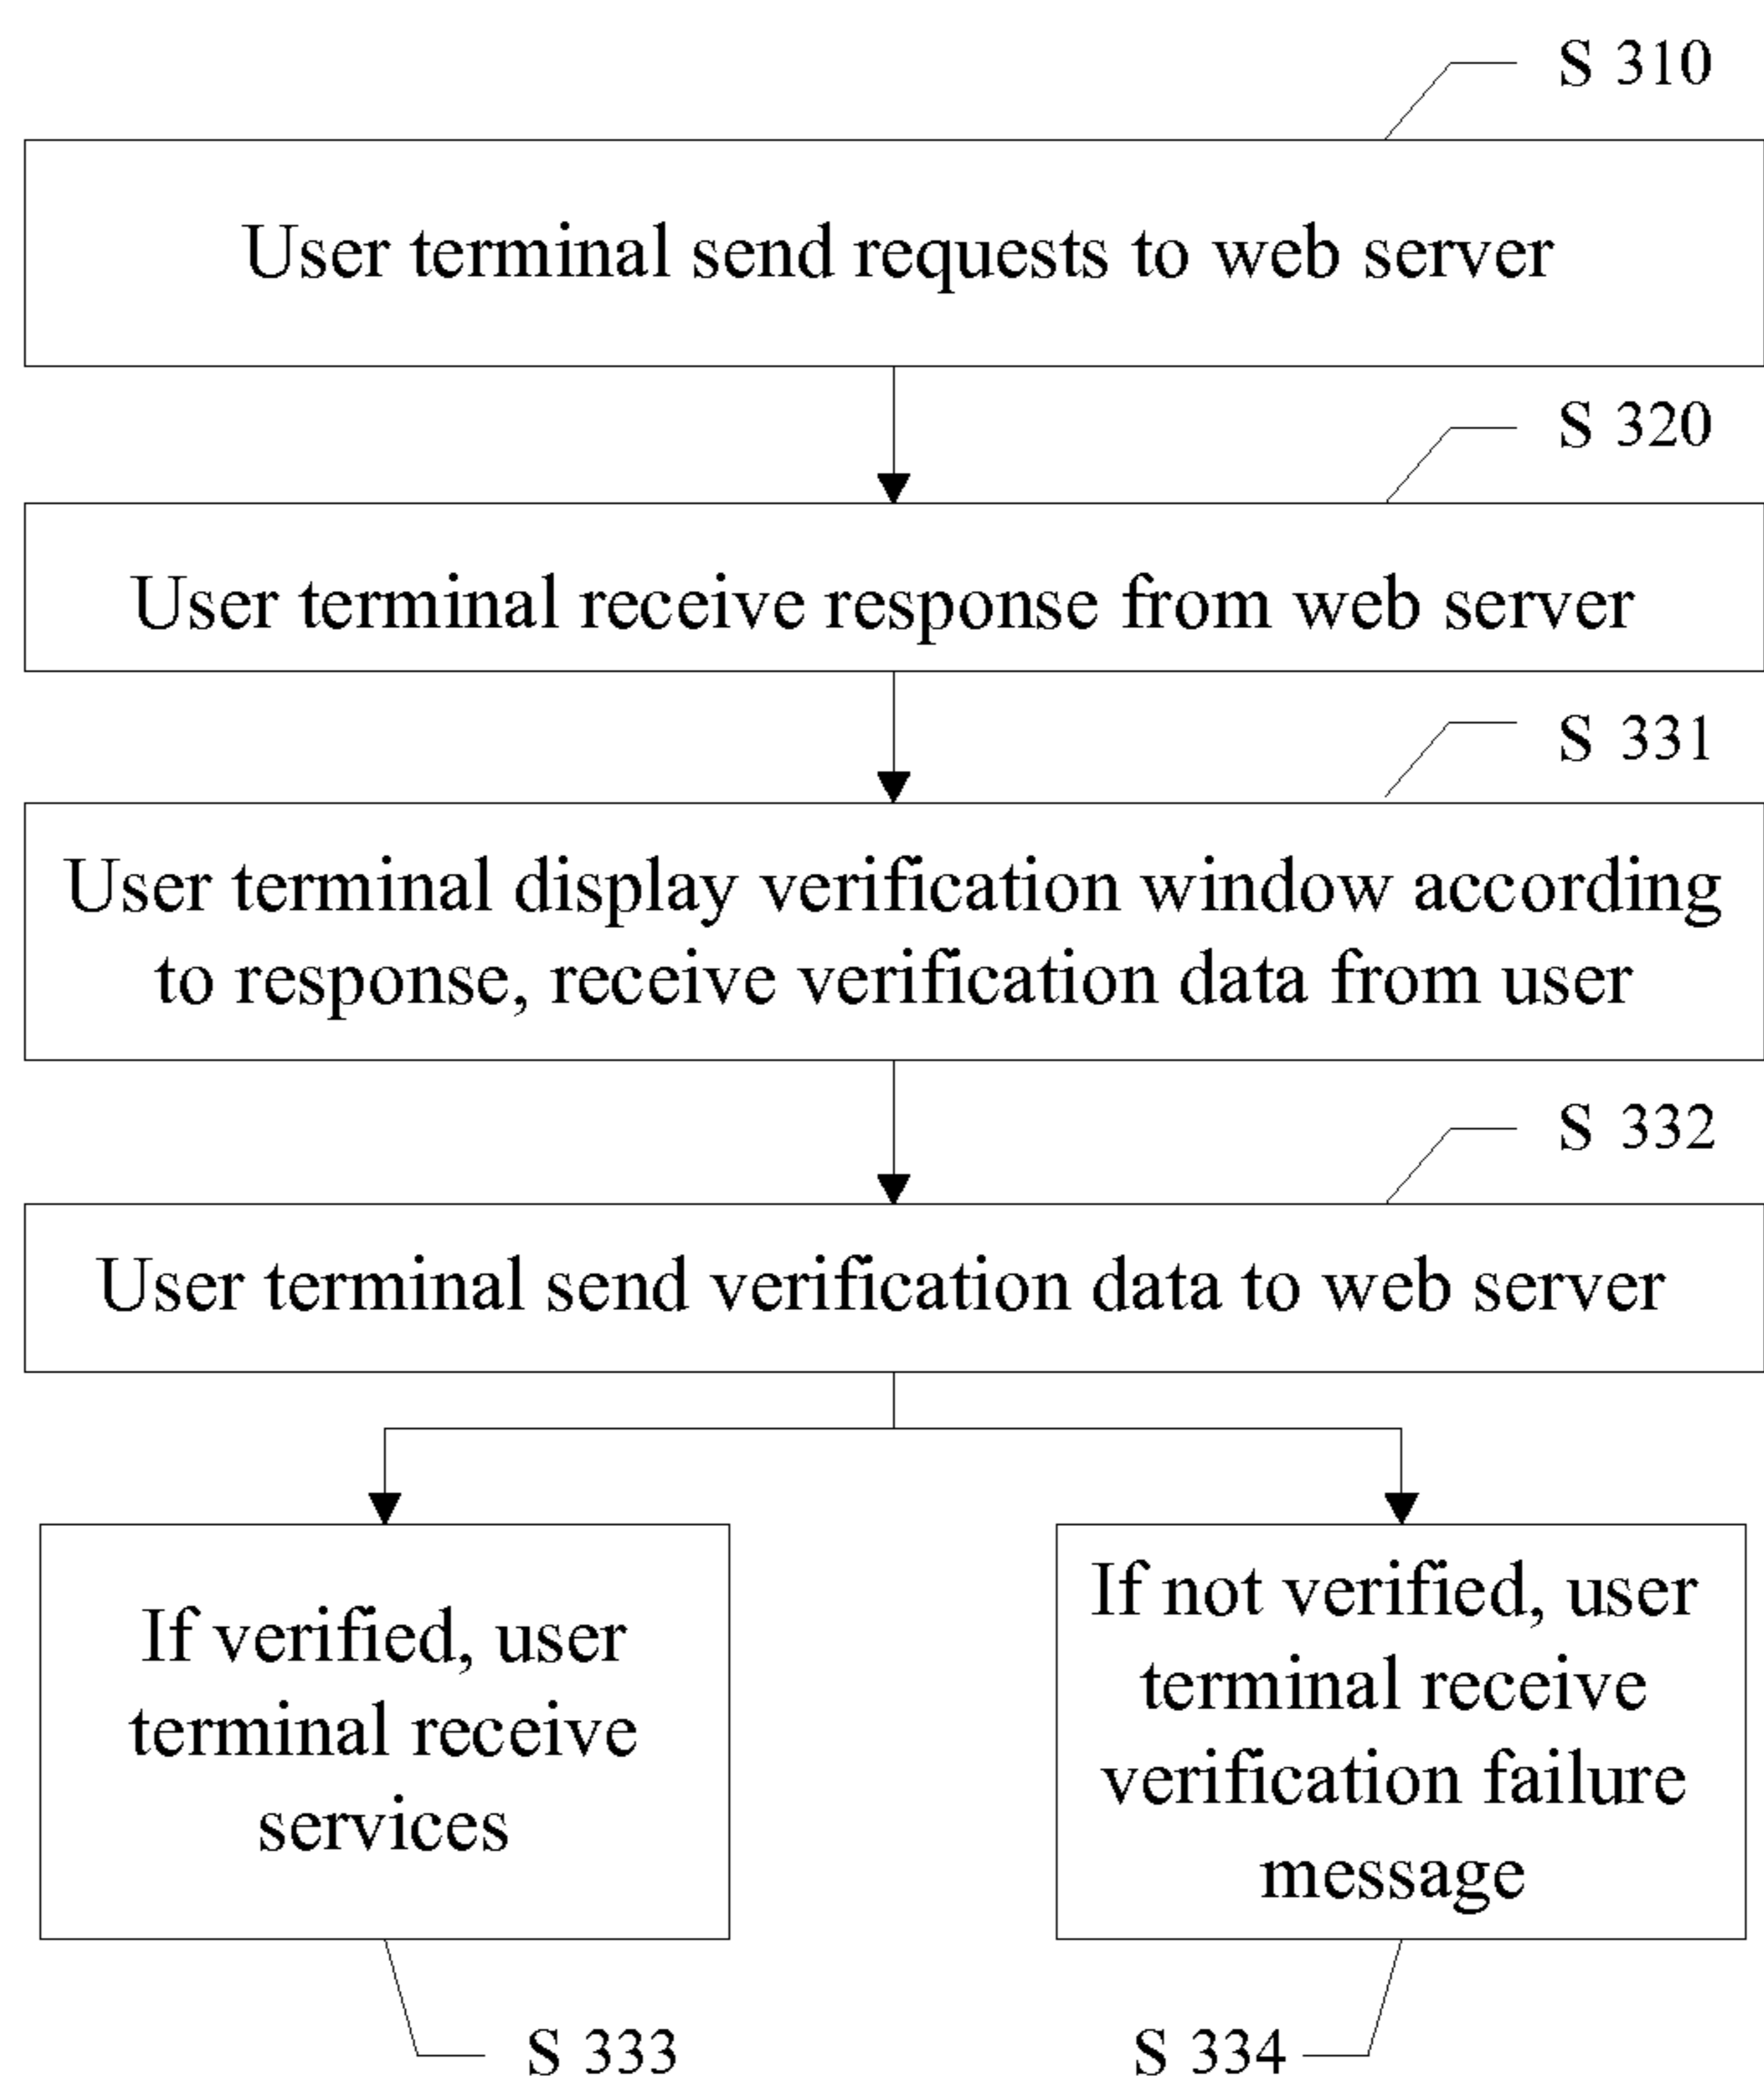 S 310
User terminal send requests to web server
S 320
User terminal receive response from web server
S 331
User terminal display verification window according
to response, receive verification data from user
S 332
User terminal send verification data to web server
If verified, user
terminal receive
services
If not verified, user
terminal receive
verification failure
message
S 333
S 334